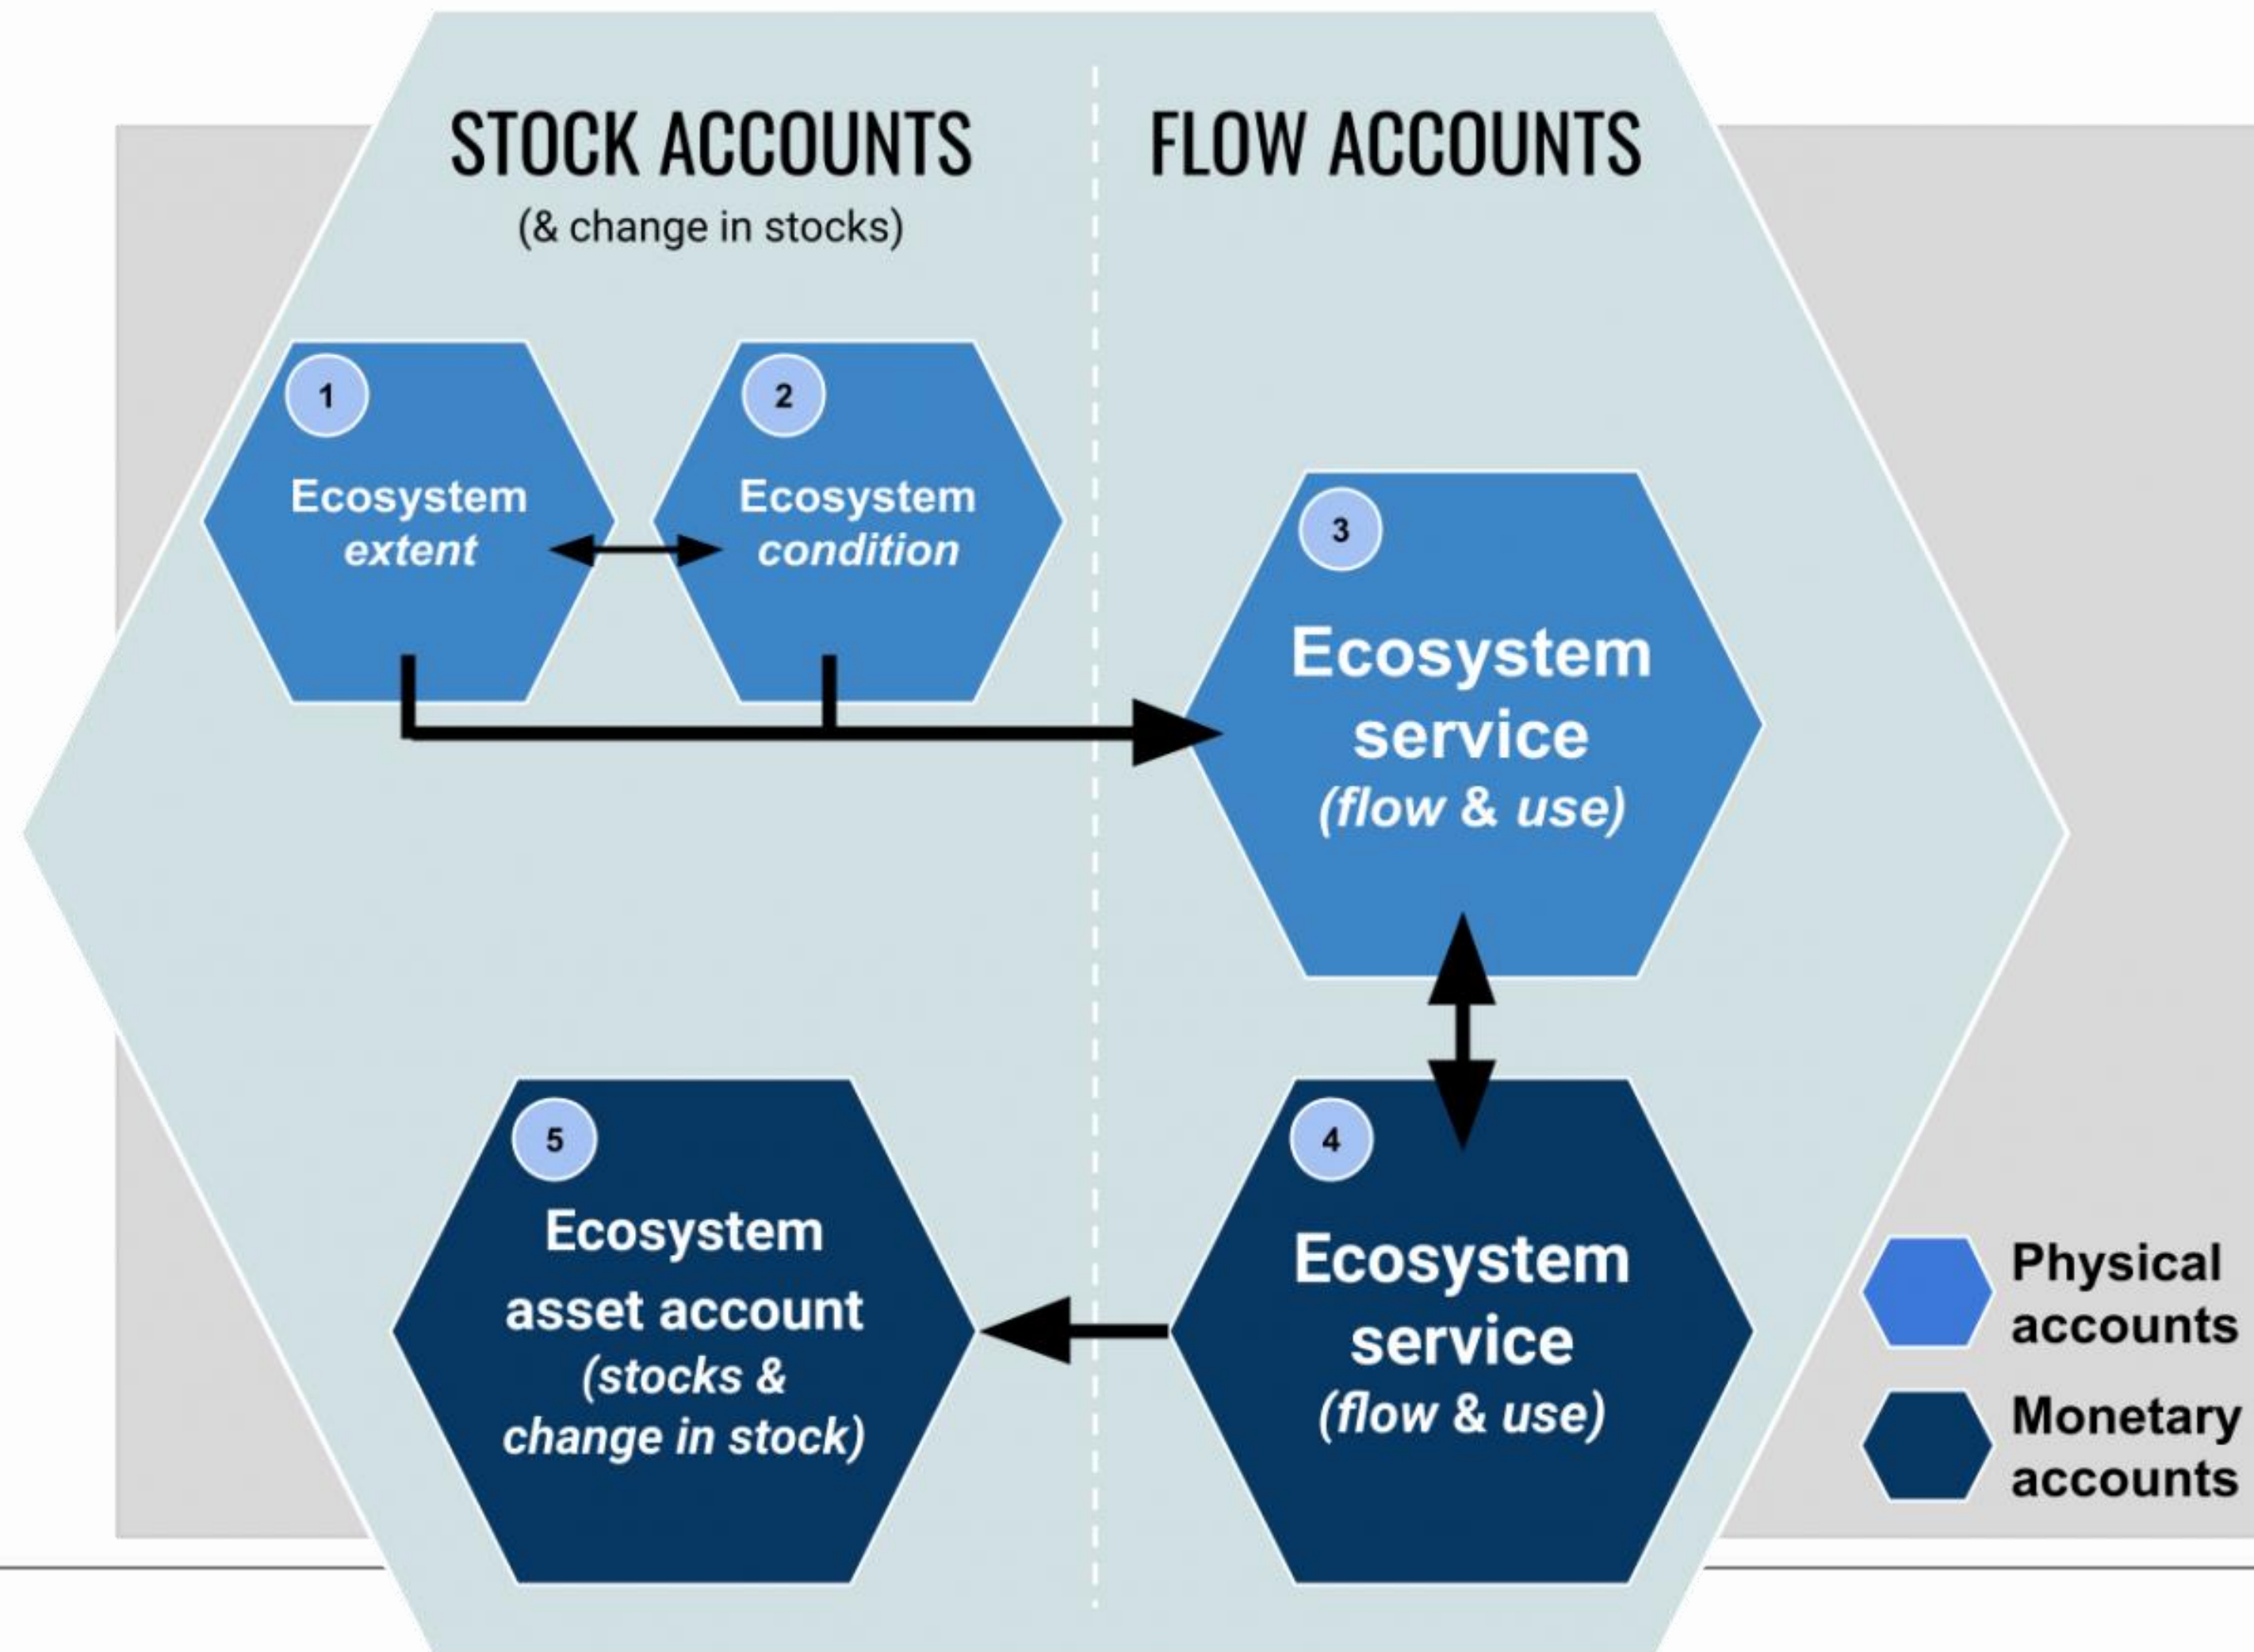 STOCK ACCOUNTS
(& change in stocks)
FLOW ACCOUNTS
1
Ecosystem
extent
2
Ecosystem
condition
3
Ecosystem
service
(flow & use)
5
Ecosystem
asset account
(stocks &
change in stock)
4
Ecosystem
service
(flow & use)
Physical
accounts
Monetary
accounts